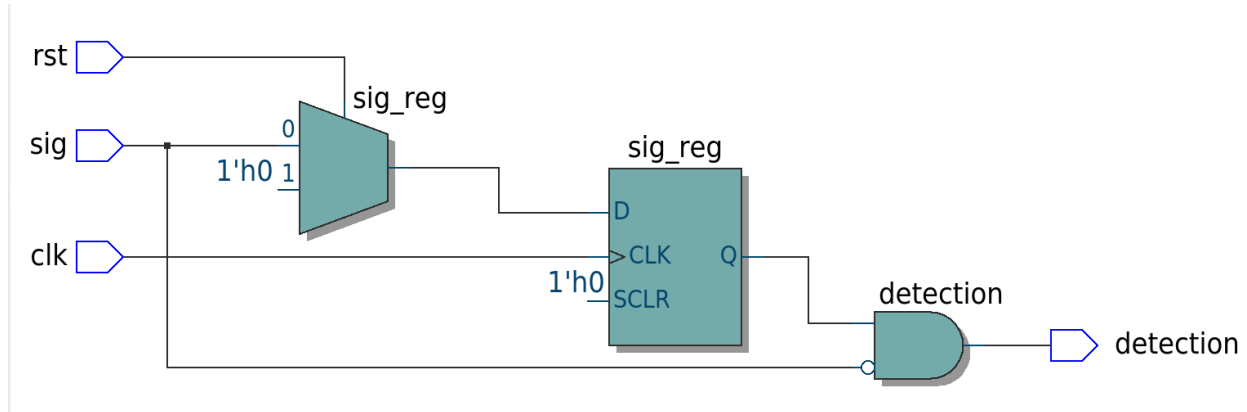 rst
sig_reg
sig
0
1'h0 1
sig_reg
D
clk
CLK
Q
1'h0
SCLR
detection
detection